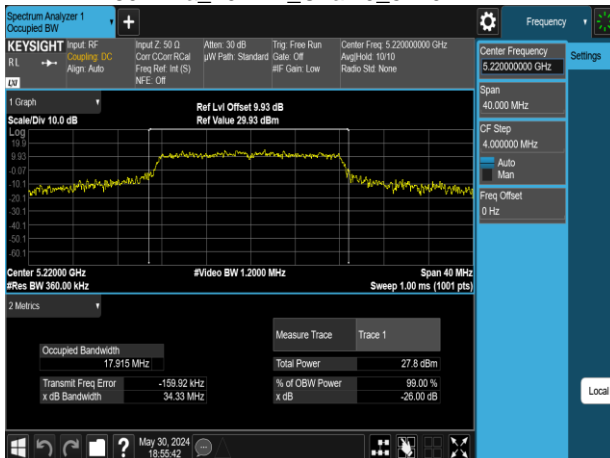 Spectrum Analyzer 1
Occupied BW
+
Frequency
KEYSIGHT
Input: RF
Input Z: 50 Ω
Atten: 30 dB
Trig: Free Run
Center Freq: 5.220000000 GHz
R L
Coupling: DC
Corr CCorr RCal
µW Path: Standard
Gate: Off
Avg|Hold: 10/10
Align: Auto
Freq Ref: Int (S)
#IF Gain: Low
Radio Std: None
NFE: Off
LXI
Center Frequency
5.220000000 GHz
Settings
Span
40.000 MHz
CF Step
4.000000 MHz
Auto
Man
Freq Offset
0 Hz
Local
1 Graph
Ref Lvl Offset 9.93 dB
Scale/Div 10.0 dB
Ref Value 29.93 dBm
Log
19.9
9.93
-0.07
-10.1
-20.1
-30.1
-40.1
-50.1
-60.1
Center 5.22000 GHz
#Video BW 1.2000 MHz
Span 40 MHz
#Res BW 360.00 kHz
Sweep 1.00 ms (1001 pts)
2 Metrics
Measure Trace
Trace 1
Occupied Bandwidth
17.915 MHz
Total Power
27.8 dBm
Transmit Freq Error
-159.92 kHz
% of OBW Power
99.00 %
x dB Bandwidth
34.33 MHz
x dB
-26.00 dB
?
May 30, 2024
18:55:42